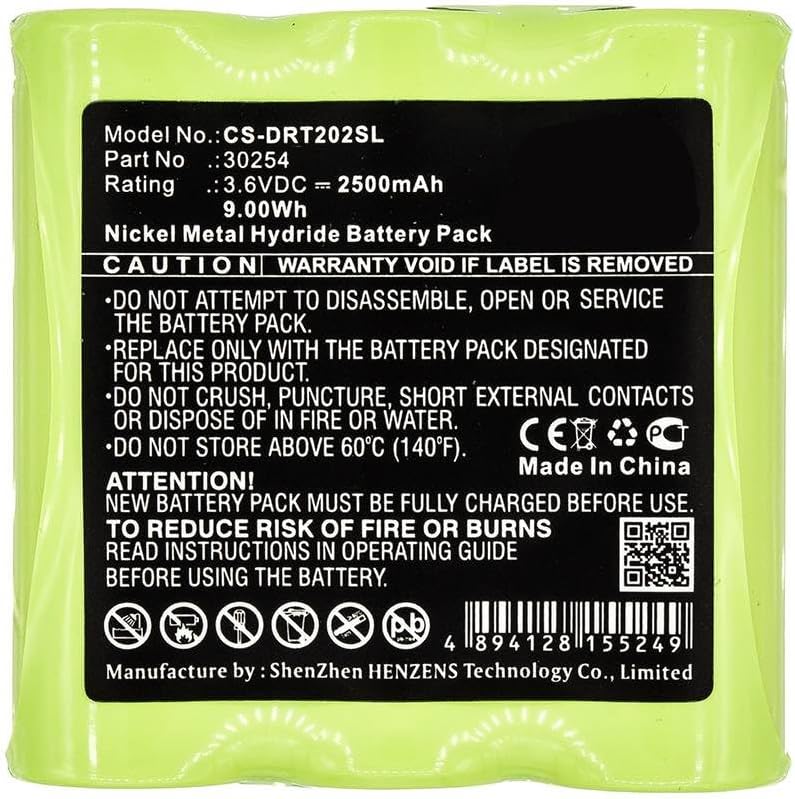 Model No.: CS-DRT202SL
Part No .: 30254
Rating .: 3.6VDC ⎓ 2500mAh
9.00Wh
Nickel Metal Hydride Battery Pack
CAUTION| WARRANTY VOID IF LABEL IS REMOVED
•DO NOT ATTEMPT TO DISASSEMBLE, OPEN OR SERVICE
THE BATTERY PACK.
•REPLACE ONLY WITH THE BATTERY PACK DESIGNATED
FOR THIS PRODUCT.
•DO NOT CRUSH, PUNCTURE, SHORT EXTERNAL CONTACTS
OR DISPOSE OF IN FIRE OR WATER.
•DO NOT STORE ABOVE 60℃ (140℉).
CE PCT
Made In China
ATTENTION!
NEW BATTERY PACK MUST BE FULLY CHARGED BEFORE USE.
TO REDUCE RISK OF FIRE OR BURNS
READ INSTRUCTIONS IN OPERATING GUIDE
BEFORE USING THE BATTERY.
pb
4 894128 155249
Manufacture by : ShenZhen HENZENS Technology Co., Limited